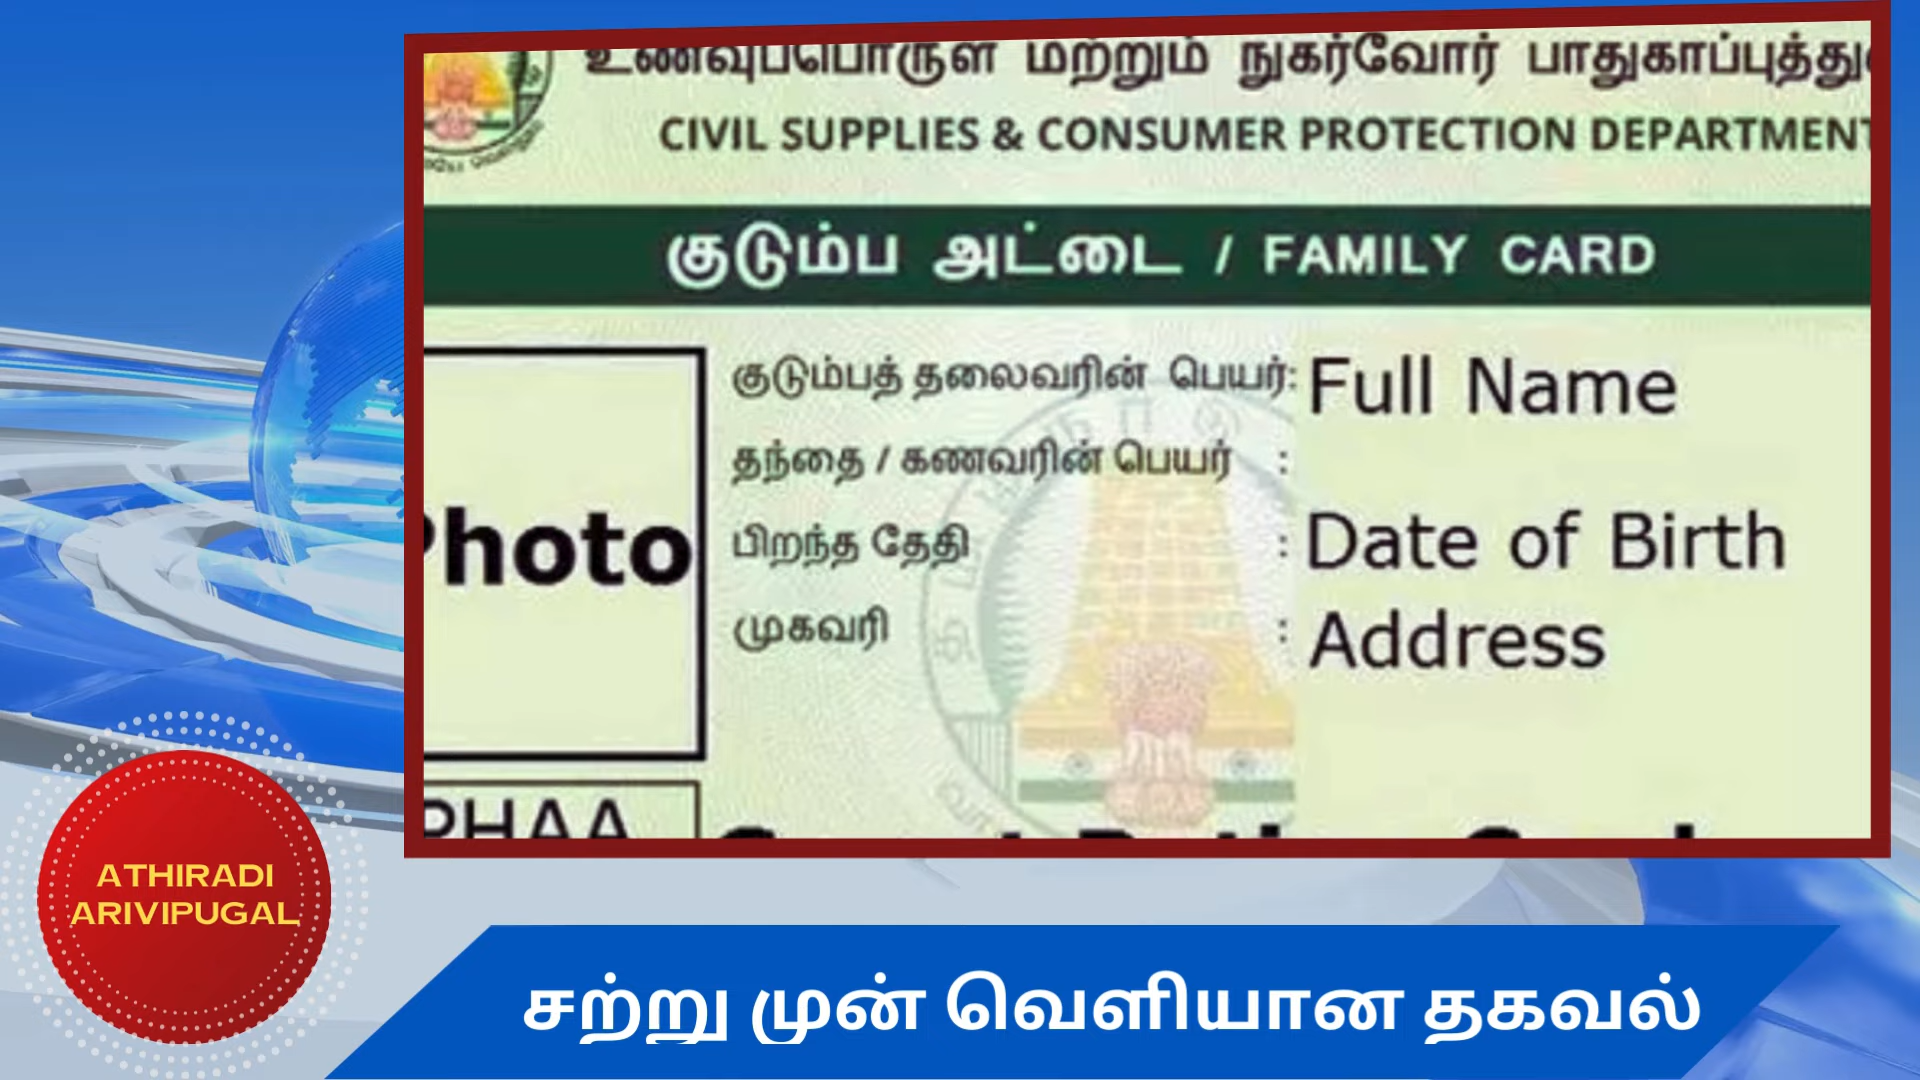 உணவுப்பொருள் மற்றும் நுகர்வோர் பாதுகாப்புத்து
CIVIL SUPPLIES & CONSUMER PROTECTION DEPARTMENT
குடும்ப அட்டை / FAMILY CARD
குடும்பத் தலைவரின் பெயர்: Full Name
தந்தை / கணவரின் பெயர் :
பிறந்த தேதி : Date of Birth
முகவரி : Address
Photo
PHAA
ATHIRADI
ARIVIPUGAL
சற்று முன் வெளியான தகவல்